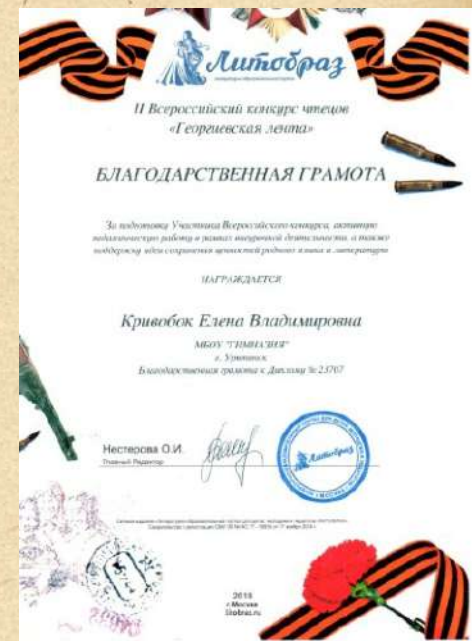 Литобраз
II Всероссийский конкурс чтецов
«Георгиевская лента»
БЛАГОДАРСТВЕННАЯ ГРАМОТА
За подготовку Участника Всероссийского конкурса, активную
педагогическую работу в рамках внеурочной деятельности, а также
поддержку идеи сохранения ценностей родного языка и литературы
НАГРАЖДАЕТСЯ
Кривобок Елена Владимировна
МБОУ "ГИМНАЗИЯ"
г. Урюпинск
Благодарственная грамота к Диплому № 23767
Нестерова О.И.
Главный Редактор
Литобраз
2018
г.Москва
litobraz.ru